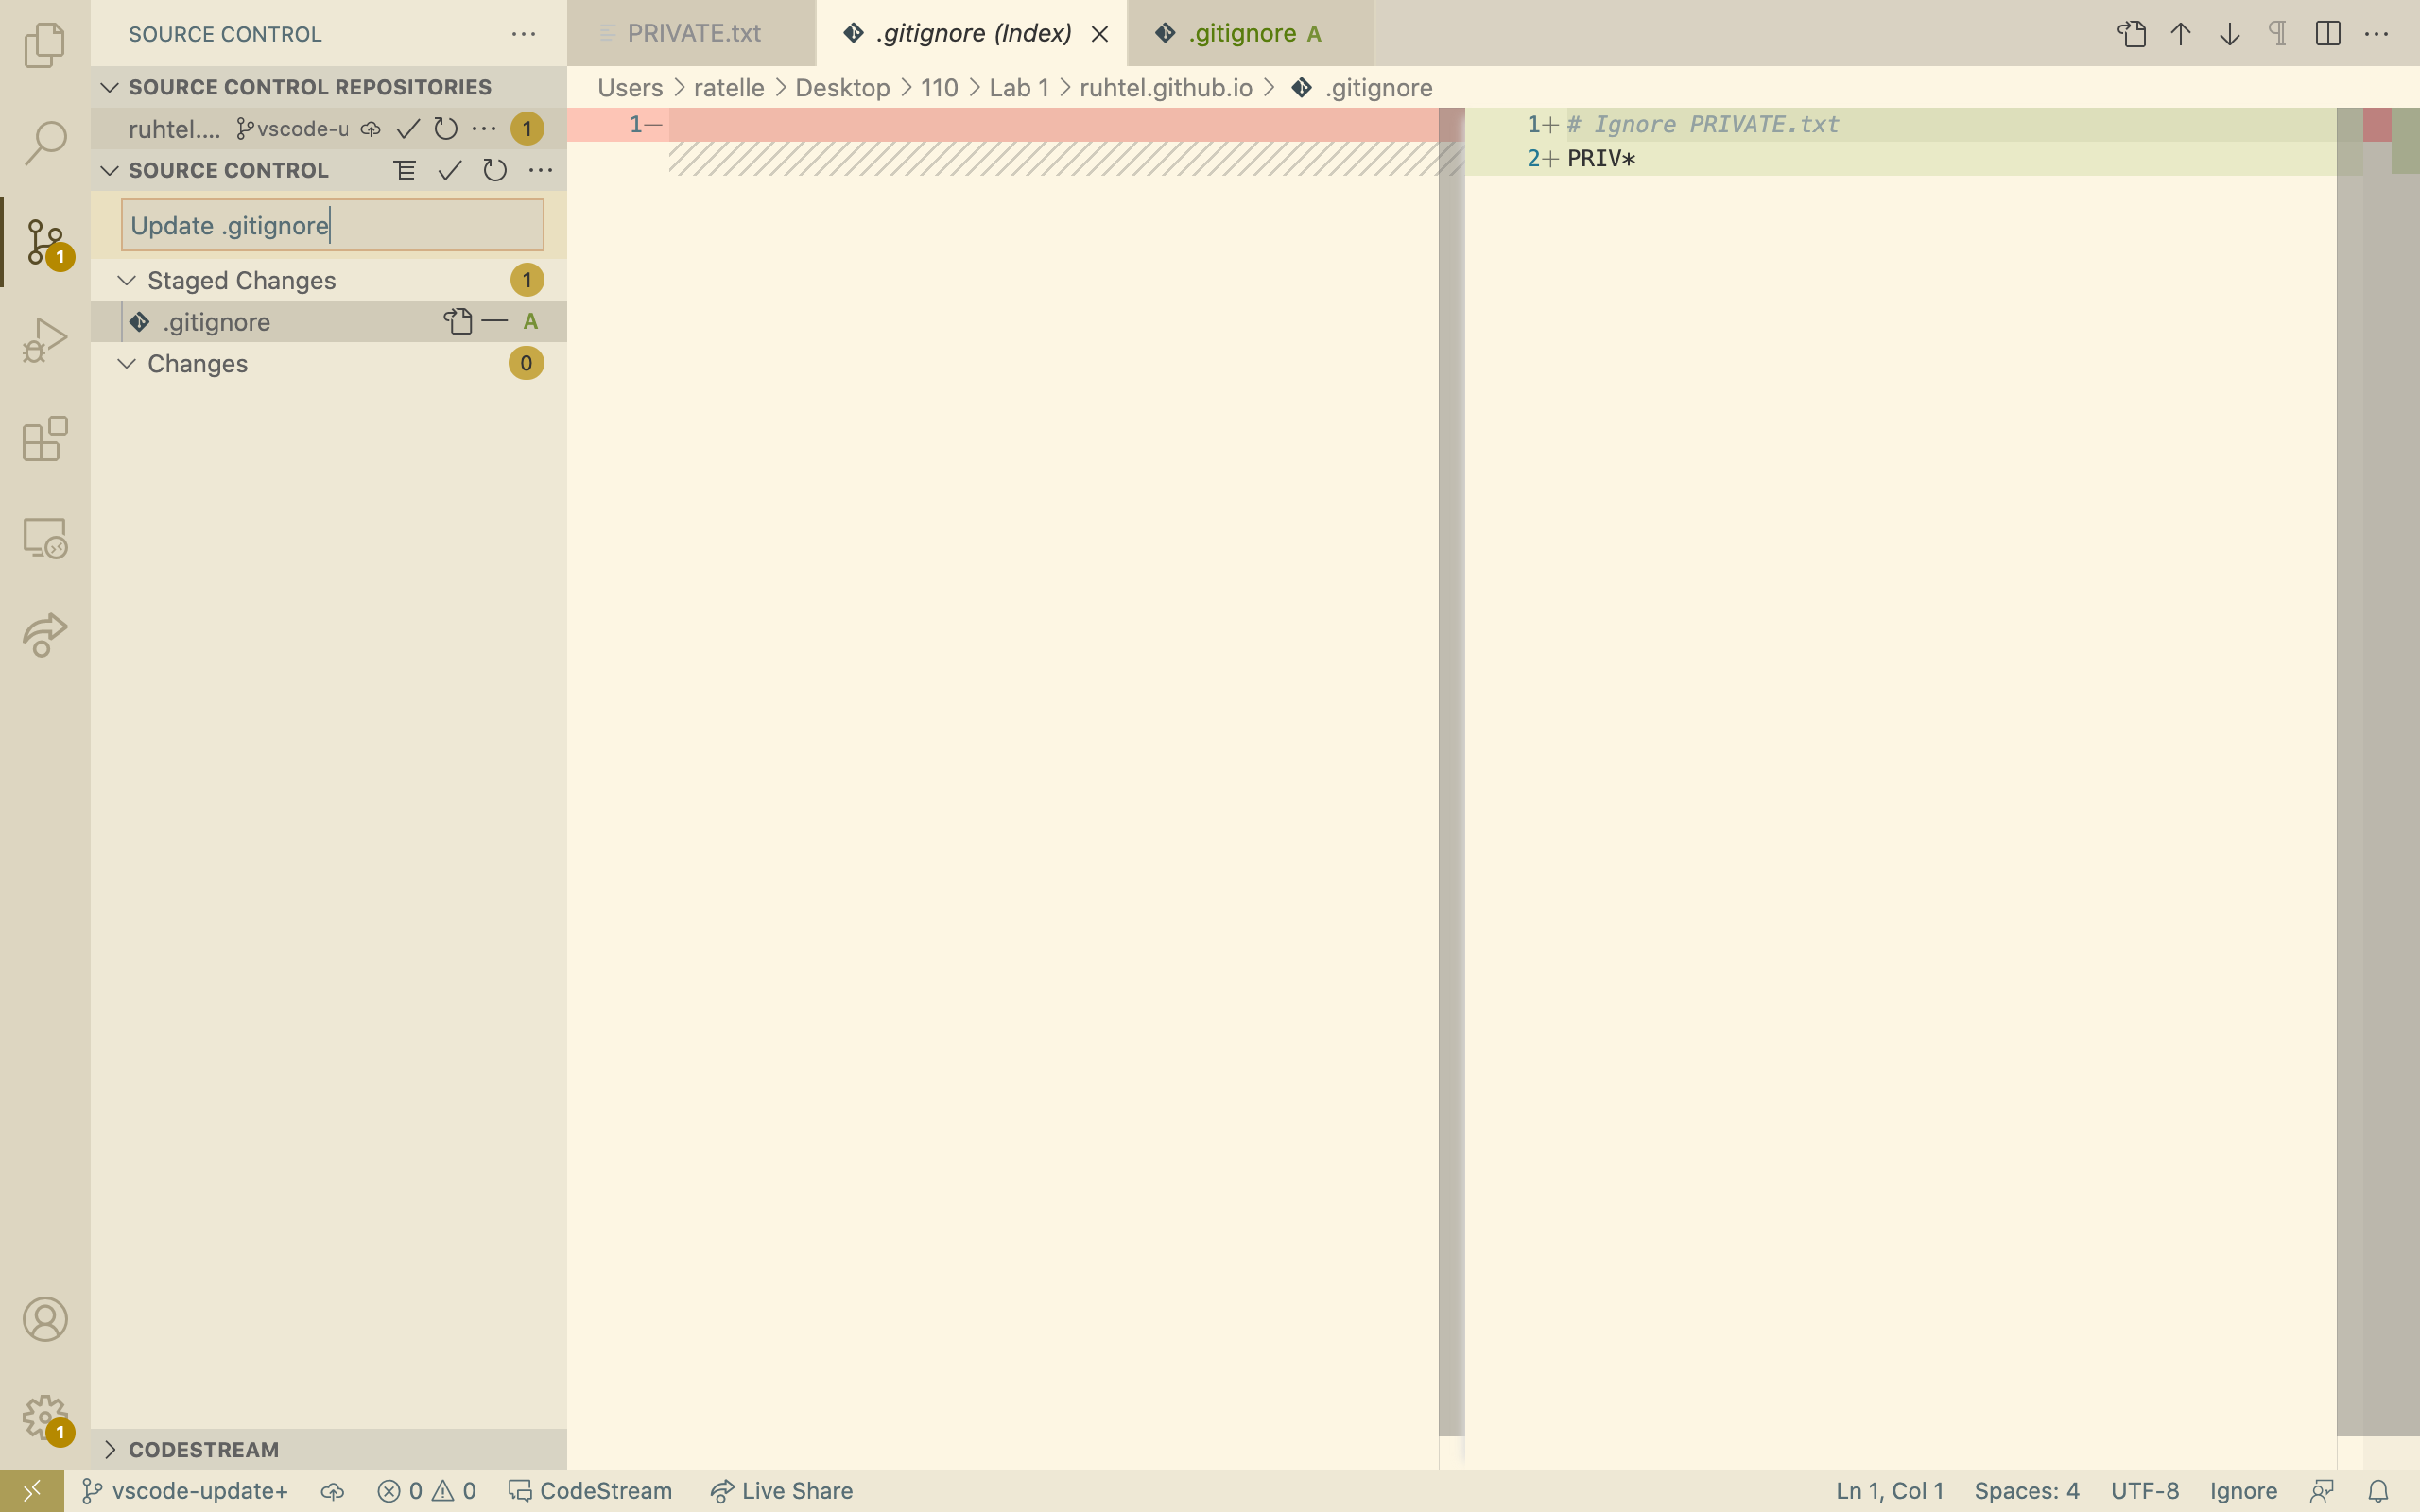 SOURCE CONTROL
PRIVATE.txt
.gitignore (Index)
.gitignore A
Users > ratelle > Desktop > 110 > Lab 1 > ruhtel.github.io > .gitignore
SOURCE CONTROL REPOSITORIES
ruhtel.... vscode-u 1
SOURCE CONTROL
Update .gitignore
Staged Changes 1
.gitignore A
Changes 0
1
1
CODESTREAM
1—
1+ # Ignore PRIVATE.txt
2+ PRIV*
vscode-update+ 0 0 CodeStream Live Share Ln 1, Col 1 Spaces: 4 UTF-8 Ignore